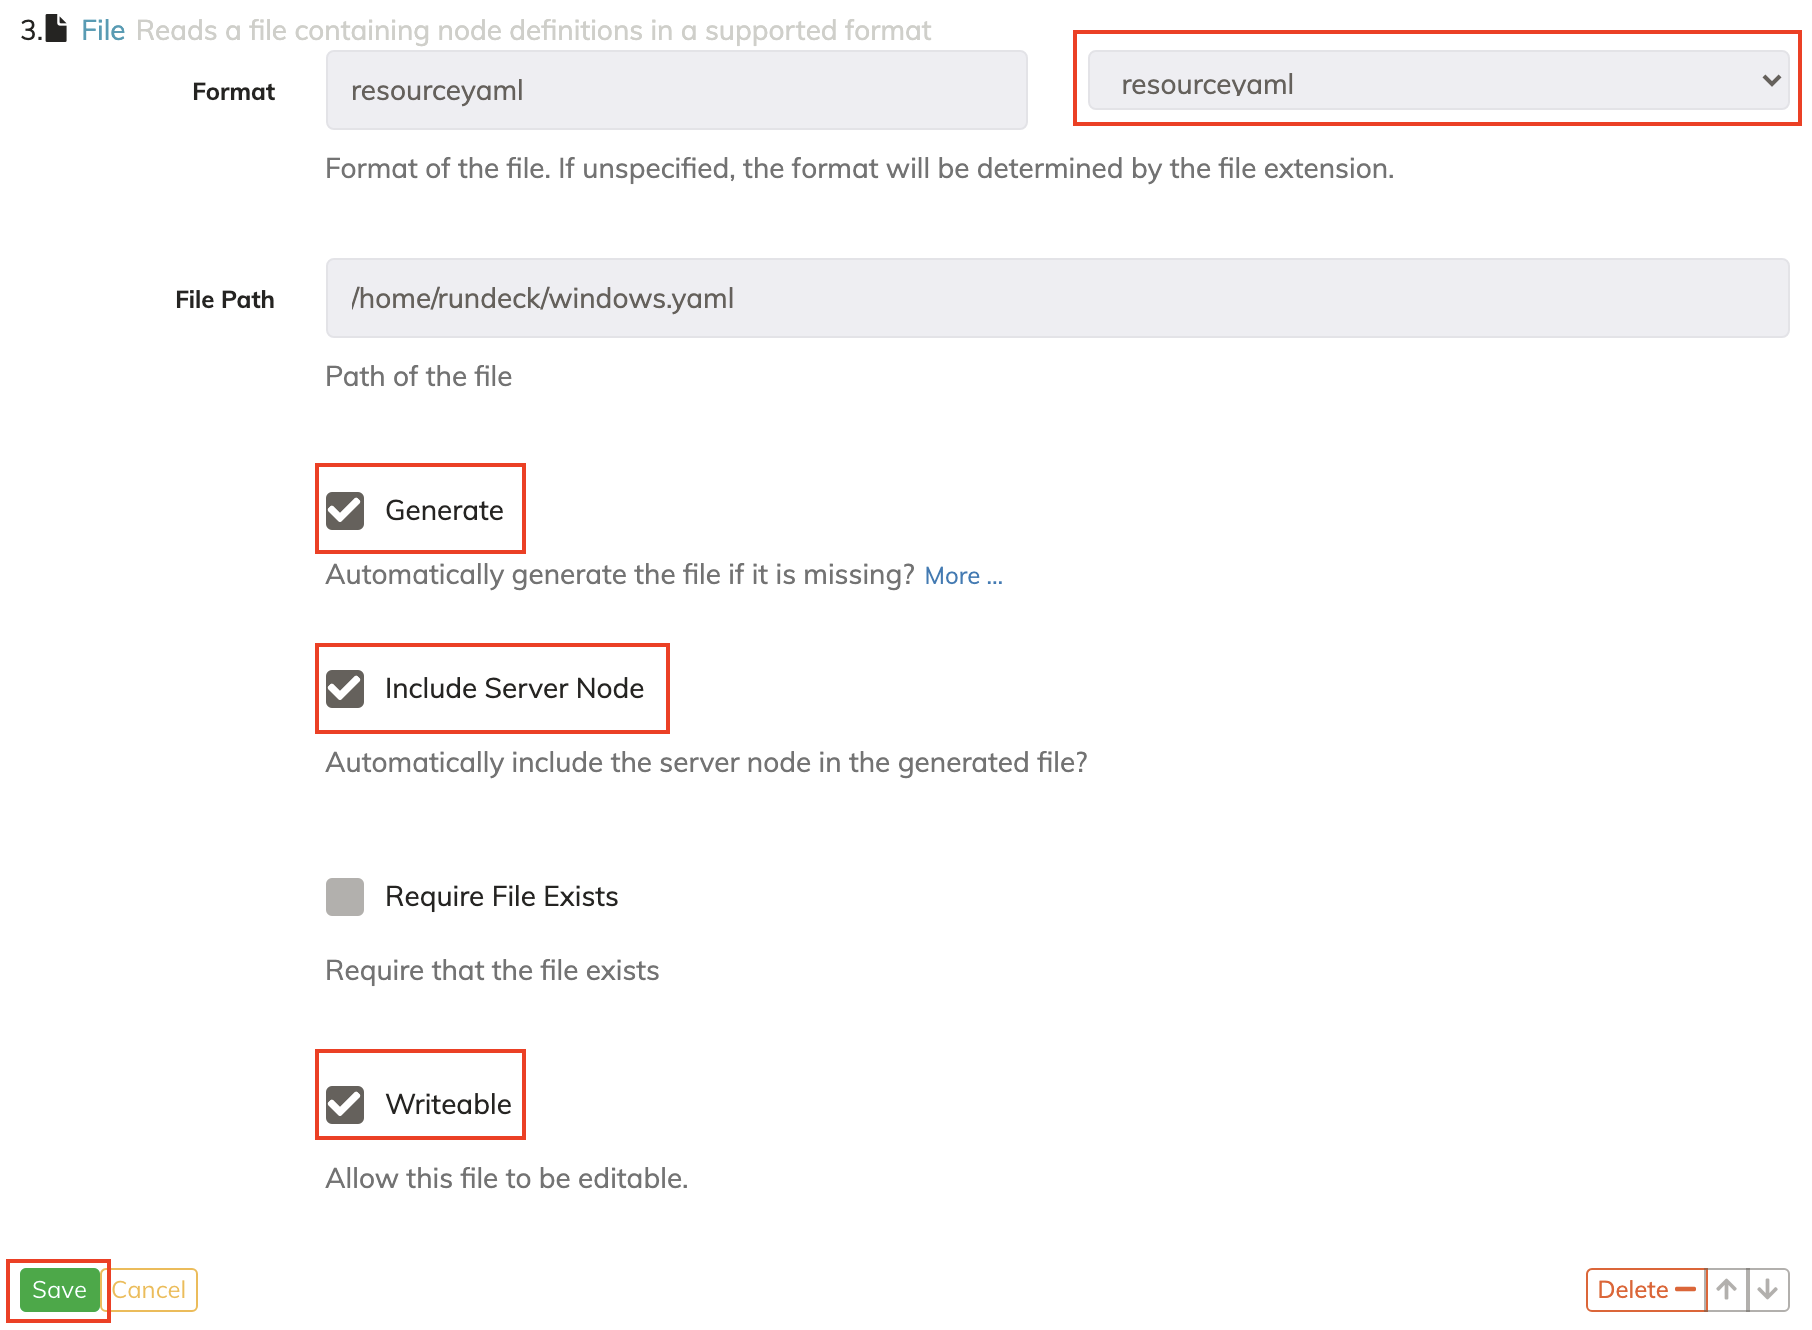 3. File Reads a file containing node definitions in a supported format
Format resourceyaml resourceyaml
Format of the file. If unspecified, the format will be determined by the file extension.
File Path /home/rundeck/windows.yaml
Path of the file
Generate
Automatically generate the file if it is missing? More ...
Include Server Node
Automatically include the server node in the generated file?
Require File Exists
Require that the file exists
Writeable
Allow this file to be editable.
Save Cancel Delete